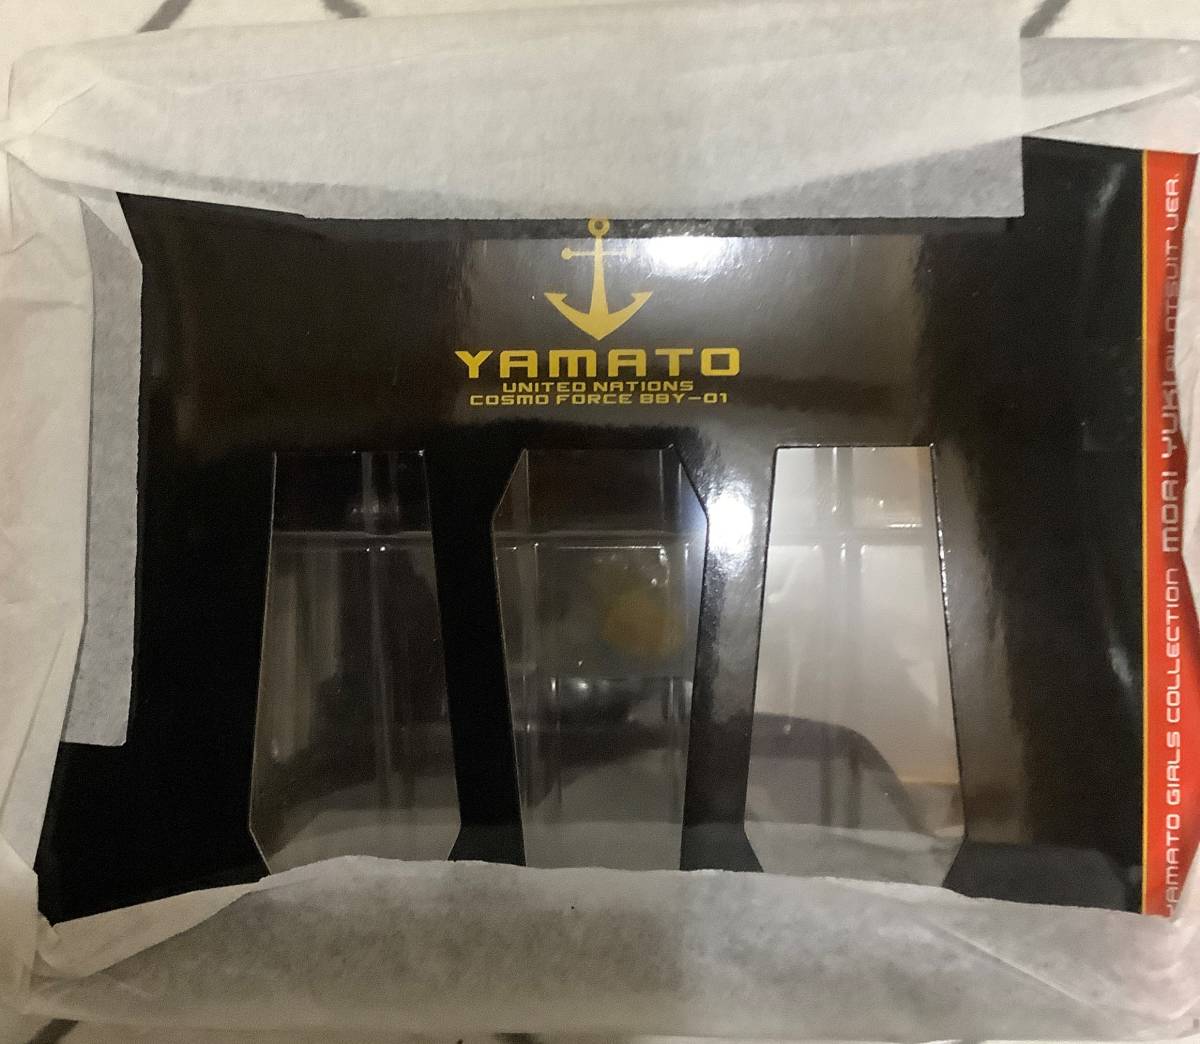 YAMATO
UNITED NATIONS
COSMO FORCE BBY-01
YAMATO GIRLS COLLECTION MORI YUKI PILOTSUIT VER.